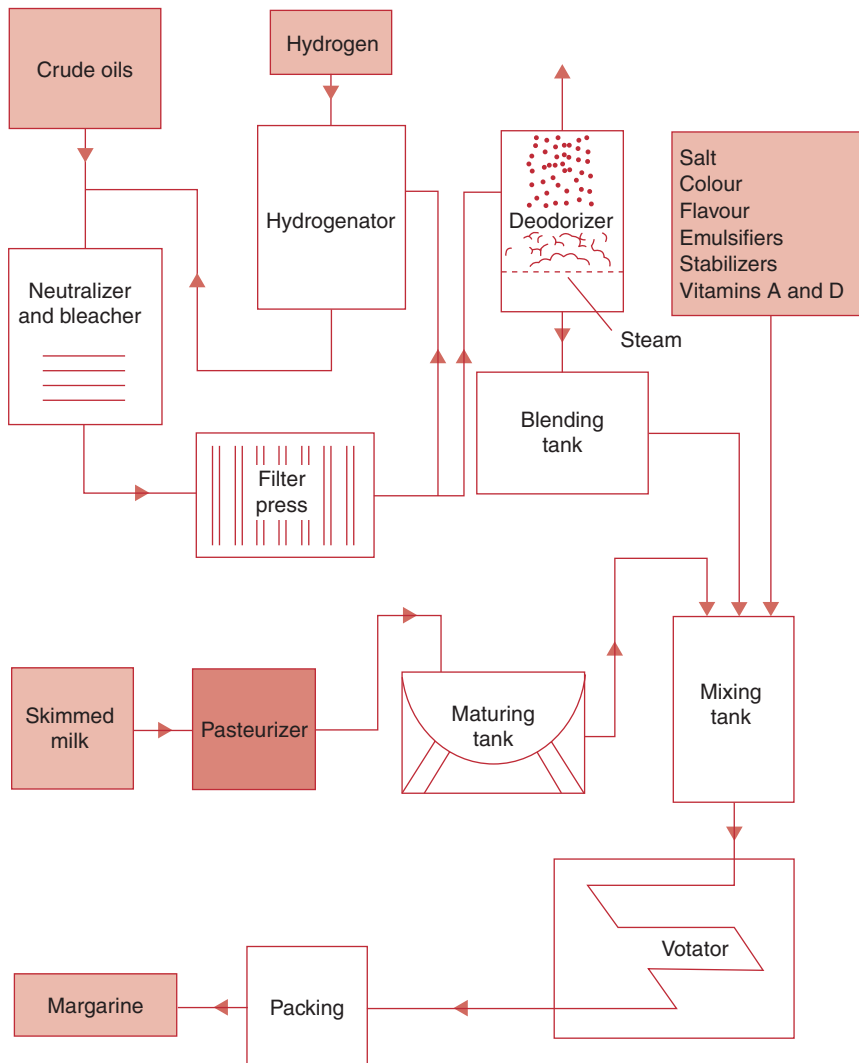 Crude oils
Hydrogen
Hydrogenator
Neutralizer
and bleacher
Filter
press
Deodorizer
Steam
Blending
tank
Salt
Colour
Flavour
Emulsifiers
Stabilizers
Vitamins A and D
Skimmed
milk
Pasteurizer
Maturing
tank
Mixing
tank
Votator
Packing
Margarine